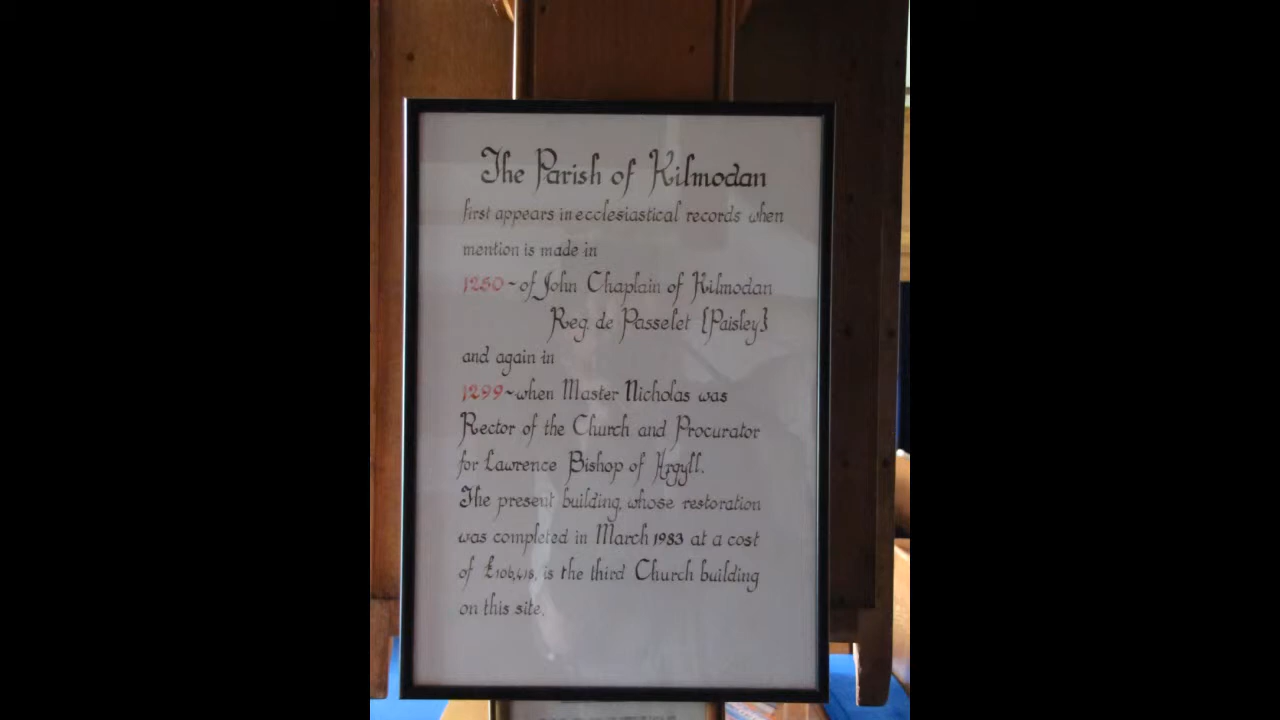 The Parish of Kilmodan
first appears in ecclesiastical records when
mention is made in
1250~of John Chaplain of Kilmodan
Reg. de Passelet {Paisley}
and again in
1299~when Master Nicholas was
Rector of the Church and Procurator
for Lawrence Bishop of Argyll.
The present building, whose restoration
was completed in March 1983 at a cost
of is the third Church building
on this site.